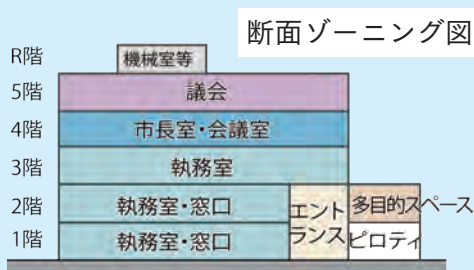 断面ゾーニング図
R階
機械室等
5階
議会
4階
市長室・会議室
3階
執務室
2階
執務室・窓口
エント
ランス
多目的スペース
1階
執務室・窓口
ピロティ